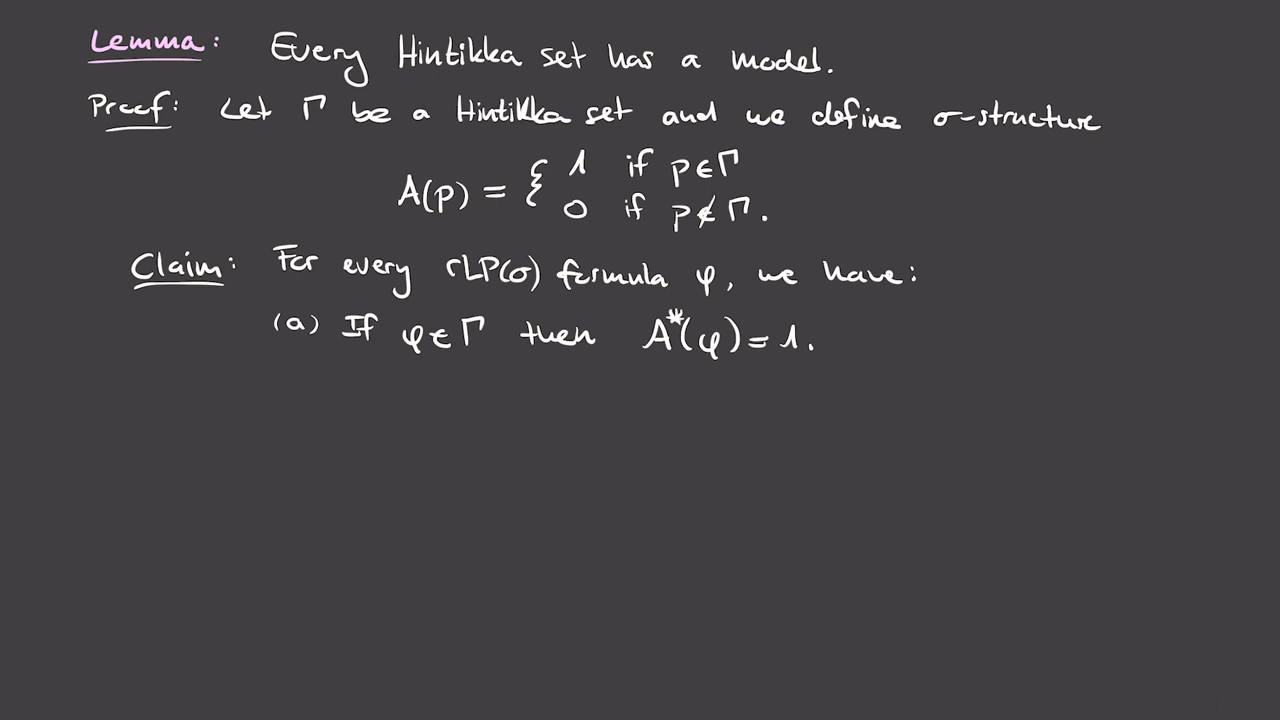 Lemma: Every Hintikka set has a model.
Proof: Let Γ be a Hintikka set and we define σ-structure
A(p) = { 1 if p ∈ Γ
0 if p ∉ Γ.
Claim: For every rLP(σ) formula φ, we have:
(a) If φ ∈ Γ then A*(φ) = 1.